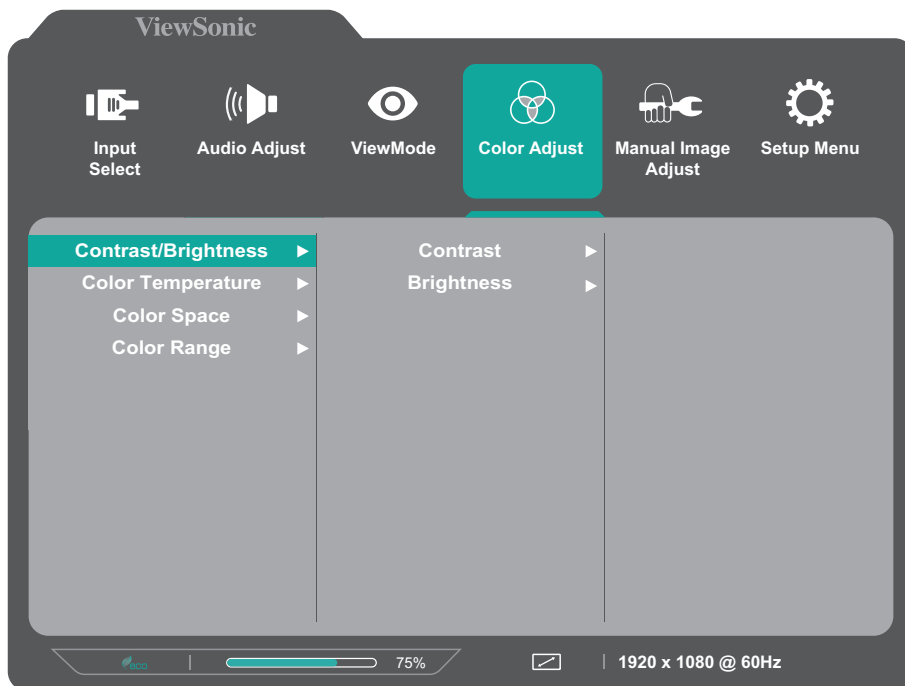 ViewSonic
Input Select
Audio Adjust
ViewMode
Color Adjust
Manual Image Adjust
Setup Menu
Contrast/Brightness
Contrast
Color Temperature
Brightness
Color Space
Color Range
eco
75%
1920 x 1080 @ 60Hz